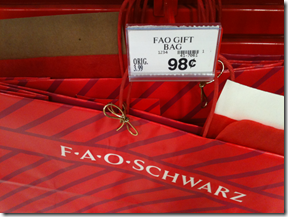 FAO GIFT
BAG
ORIG.
3.99
98¢
F·A·O·SCHWARZ